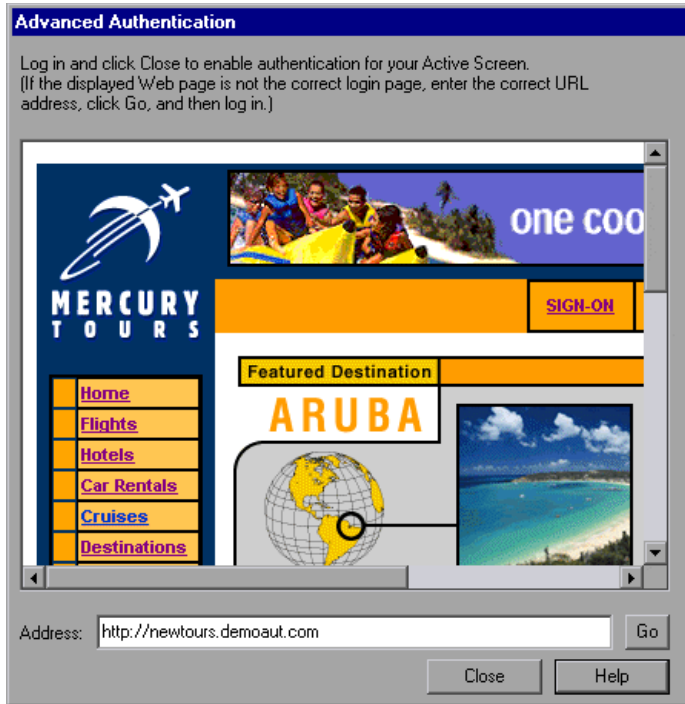 Advanced Authentication
Log in and click Close to enable authentication for your Active Screen.
(If the displayed Web page is not the correct login page, enter the correct URL
address, click Go, and then log in.)
one coo
MERCURY
TOURS
SIGN-ON
Featured Destination
ARUBA
Home
Flights
Hotels
Car Rentals
Cruises
Destinations
Address: http://newtours.demoaut.com Go
Close Help